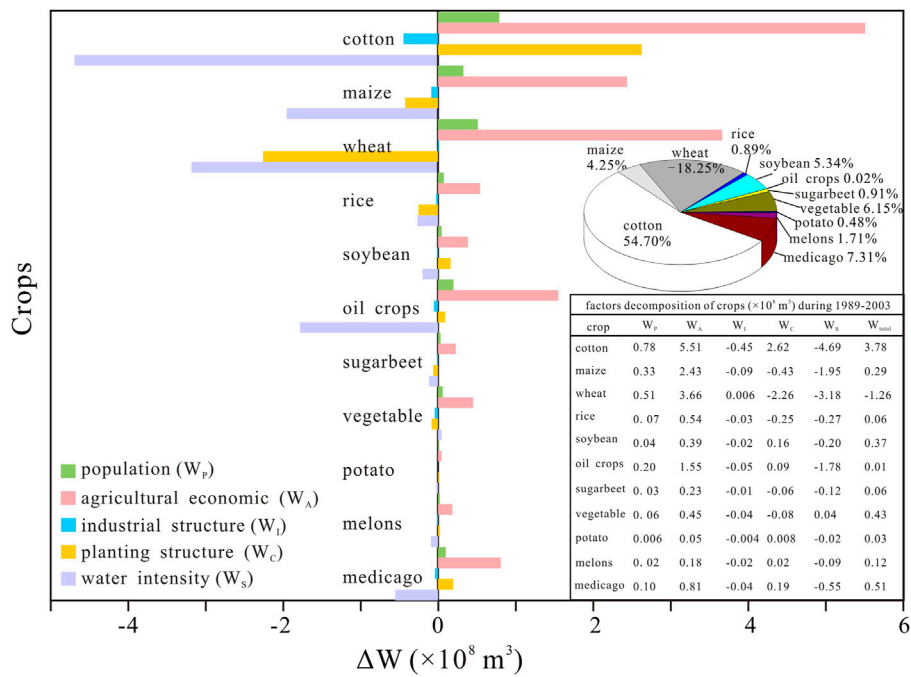 Crops
cotton
maize
wheat
rice
soybean
oil crops
sugarbeet
vegetable
potato
melons
medicago
population (W_P)
agricultural economic (W_A)
industrial structure (W_I)
planting structure (W_C)
water intensity (W_S)
-4
-2
0
2
4
6
ΔW (×10⁸ m³)
maize
4.25%
wheat
−18.25%
rice
0.89%
soybean 5.34%
oil crops 0.02%
sugarbeet 0.91%
vegetable 6.15%
potato 0.48%
melons 1.71%
medicago 7.31%
cotton
54.70%
factors decomposition of crops (×10⁸ m³) during 1989-2003
crop W_P W_A W_I W_C W_S W_total
cotton 0.78 5.51 -0.45 2.62 -4.69 3.78
maize 0.33 2.43 -0.09 -0.43 -1.95 0.29
wheat 0.51 3.66 0.006 -2.26 -3.18 -1.26
rice 0.07 0.54 -0.03 -0.25 -0.27 0.06
soybean 0.04 0.39 -0.02 0.16 -0.20 0.37
oil crops 0.20 1.55 -0.05 0.09 -1.78 0.01
sugarbeet 0.03 0.23 -0.01 -0.06 -0.12 0.06
vegetable 0.06 0.45 -0.04 -0.08 0.04 0.43
potato 0.006 0.05 -0.004 0.008 -0.02 0.03
melons 0.02 0.18 -0.02 0.02 -0.09 0.12
medicago 0.10 0.81 -0.04 0.19 -0.55 0.51